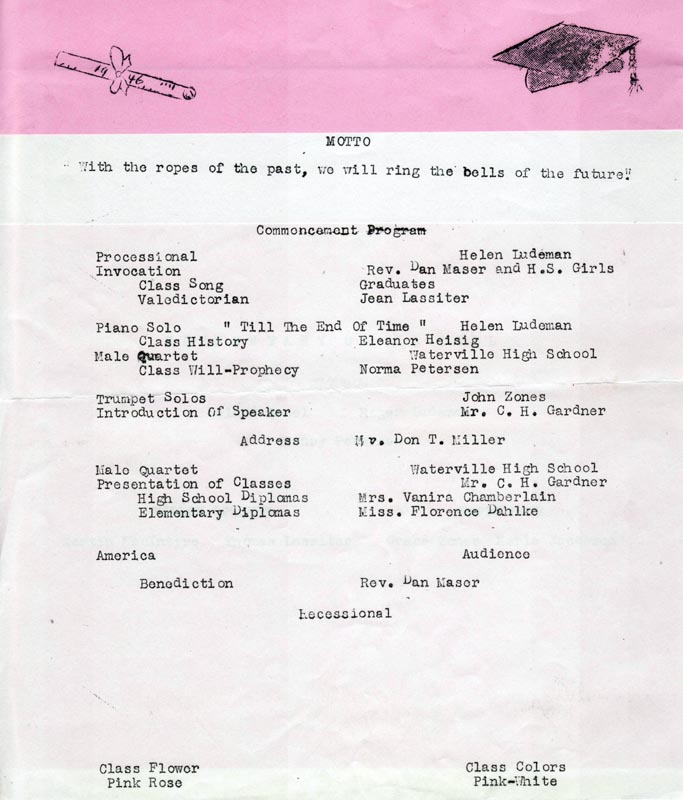 19 46
MOTTO
"With the ropes of the past, we will ring the bells of the future."
Commencement Program
Processional Helen Ludeman
Invocation Rev. Dan Maser and H.S. Girls
Class Song Graduates
Valedictorian Jean Lassiter
Piano Solo " Till The End Of Time " Helen Ludeman
Class History Eleanor Heisig
Male Quartet Waterville High School
Class Will-Prophecy Norma Petersen
Trumpet Solos John Zones
Introduction Of Speaker Mr. C. H. Gardner
Address Mr. Don T. Miller
Male Quartet Waterville High School
Presentation of Classes Mr. C. H. Gardner
High School Diplomas Mrs. Vanira Chamberlain
Elementary Diplomas Miss. Florence Dahlke
America Audience
Benediction Rev. Dan Maser
Recessional
Class Flower Class Colors
Pink Rose Pink-White